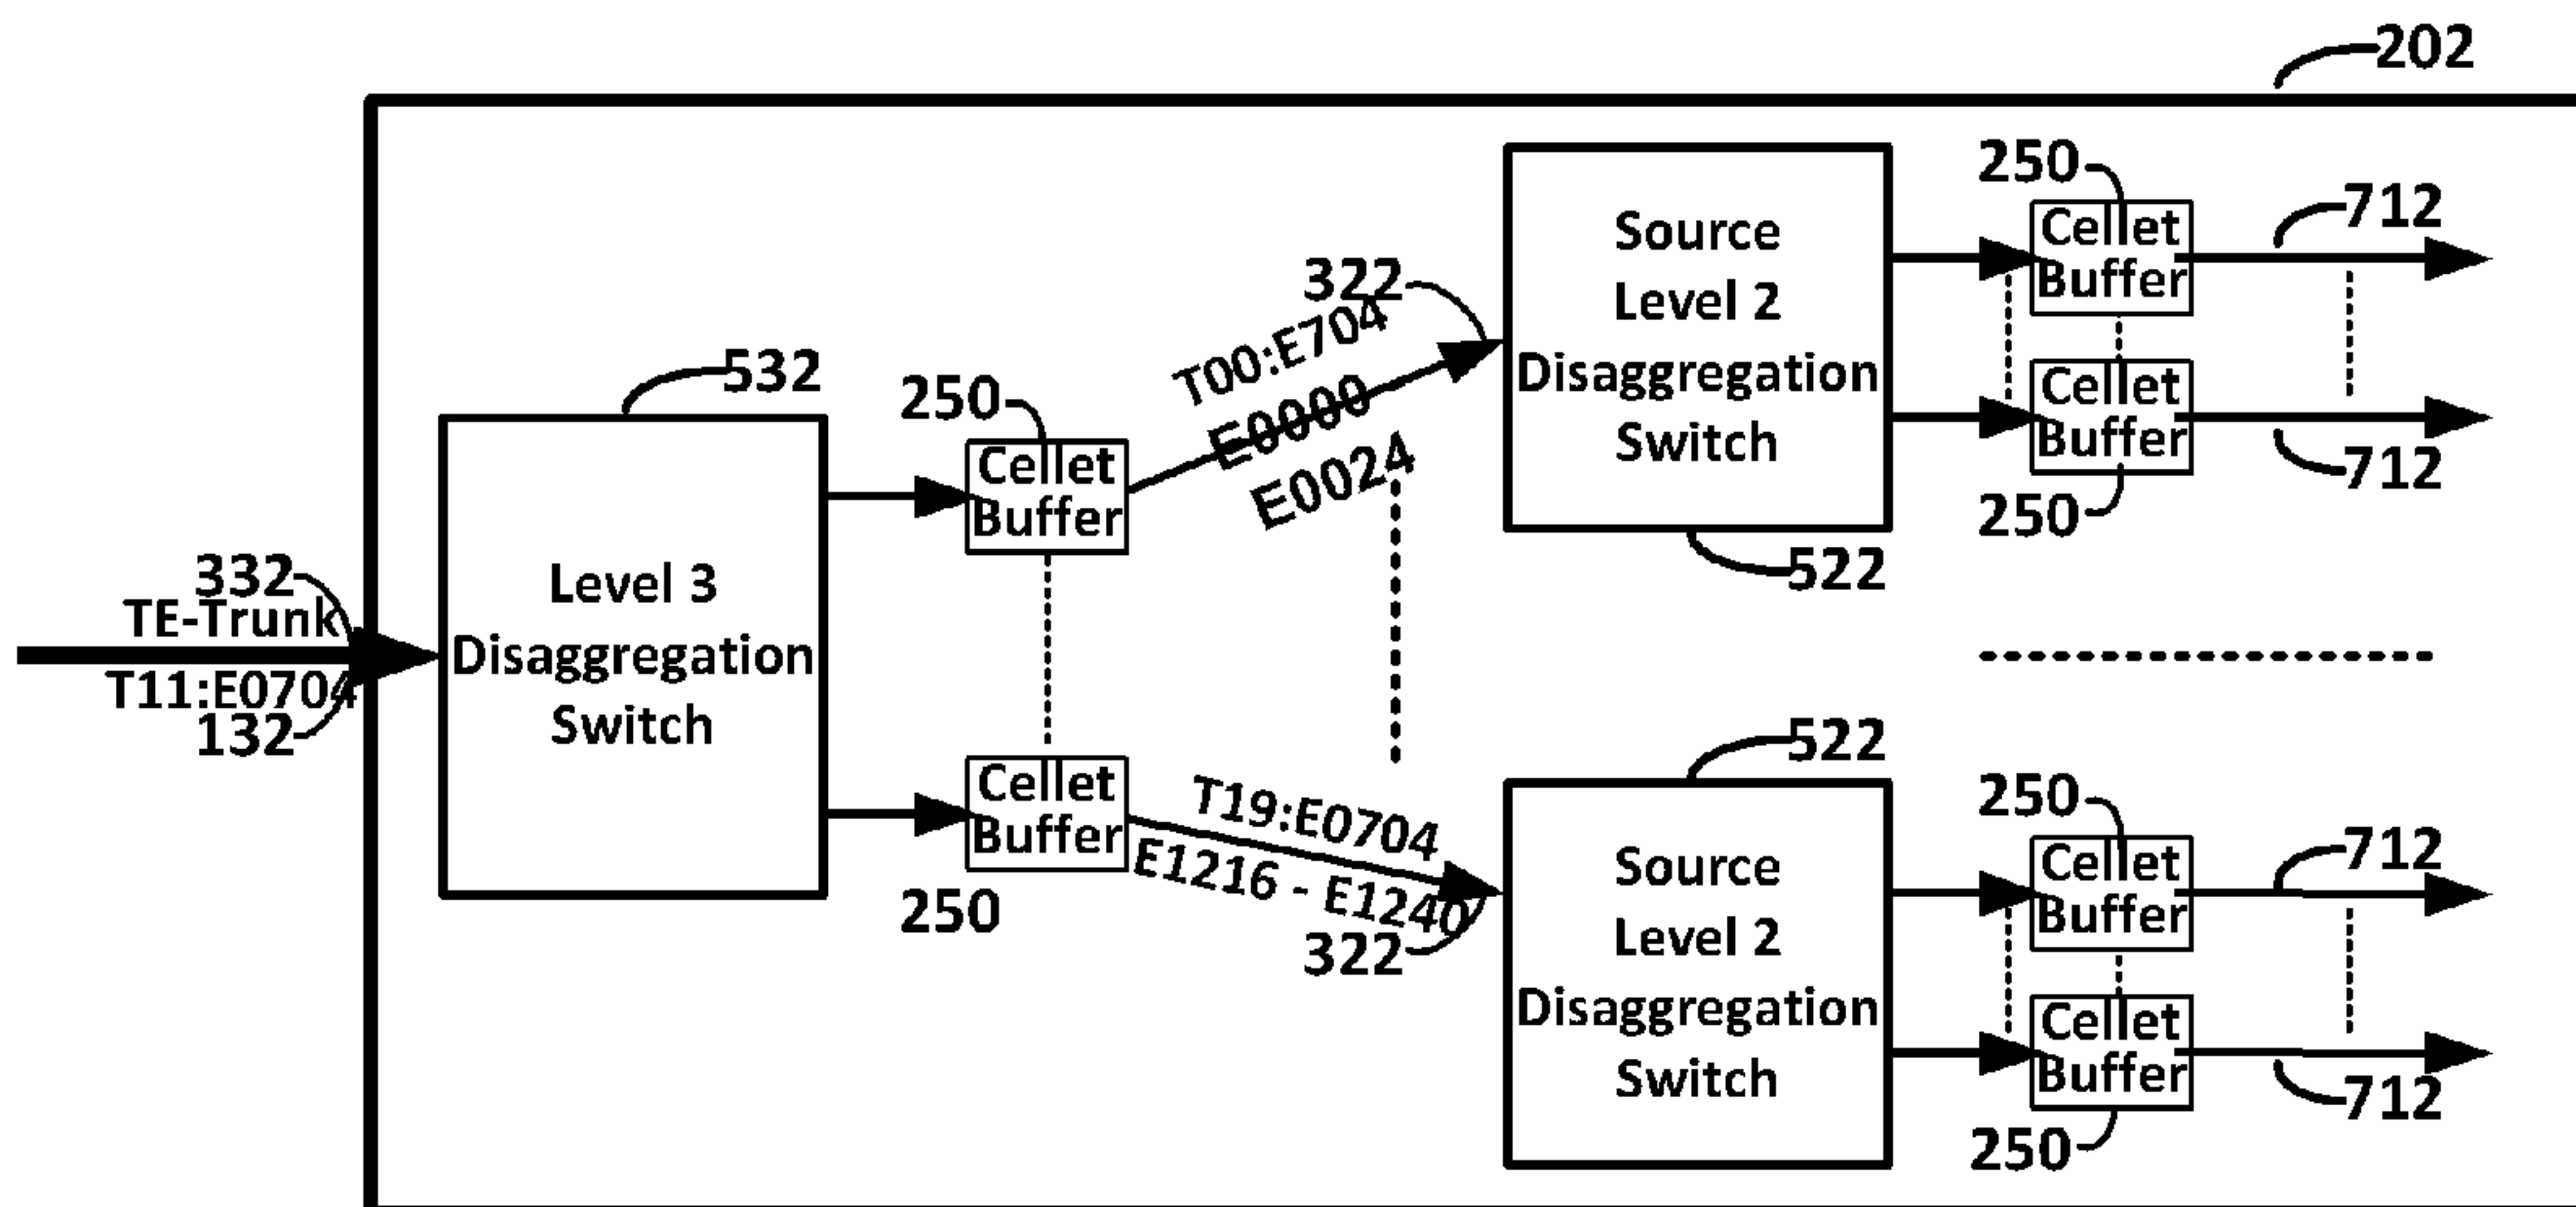 202
532
Level 3
Disaggregation
Switch
332
TE-Trunk
T11:E0704
132
250
Cellet
Buffer
Cellet
Buffer
250
322
T00:E704
E0000
E0024
T19:E0704
E1216 - E1240
322
Source
Level 2
Disaggregation
Switch
522
522
Source
Level 2
Disaggregation
Switch
250
Cellet
Buffer
712
Cellet
Buffer
712
250
250
Cellet
Buffer
712
Cellet
Buffer
712
250